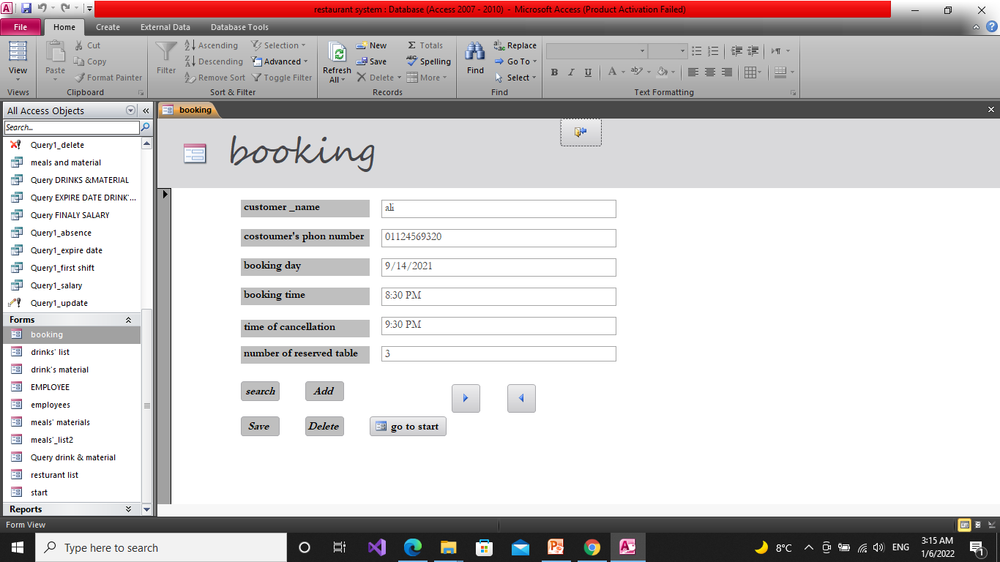 restaurant system : Database (Access 2007 - 2010) - Microsoft Access (Product Activation Failed)
File Home Create External Data Database Tools
View Paste Cut Copy Format Painter
Filter Ascending Descending Remove Sort Selection Advanced Toggle Filter
Refresh All New Save Delete Totals Spelling More
Find Replace Go To Select
B I U A
Views Clipboard Sort & Filter Records Find Text Formatting
All Access Objects
Search...
Query1_delete
meals and material
Query DRINKS &MATERIAL
Query EXPIRE DATE DRINK'...
Query FINALY SALARY
Query1_absence
Query1_expire date
Query1_first shift
Query1_salary
Query1_update
Forms
booking
drinks' list
drink's material
EMPLOYEE
employees
meals' materials
meals'_list2
Query drink & material
resturant list
start
Reports
booking
booking
customer _name ali
costoumer's phon number 01124569320
booking day 9/14/2021
booking time 8:30 PM
time of cancellation 9:30 PM
number of reserved table 3
search Add
Save Delete go to start
Form View
Type here to search
8°C ENG 3:15 AM
1/6/2022
1